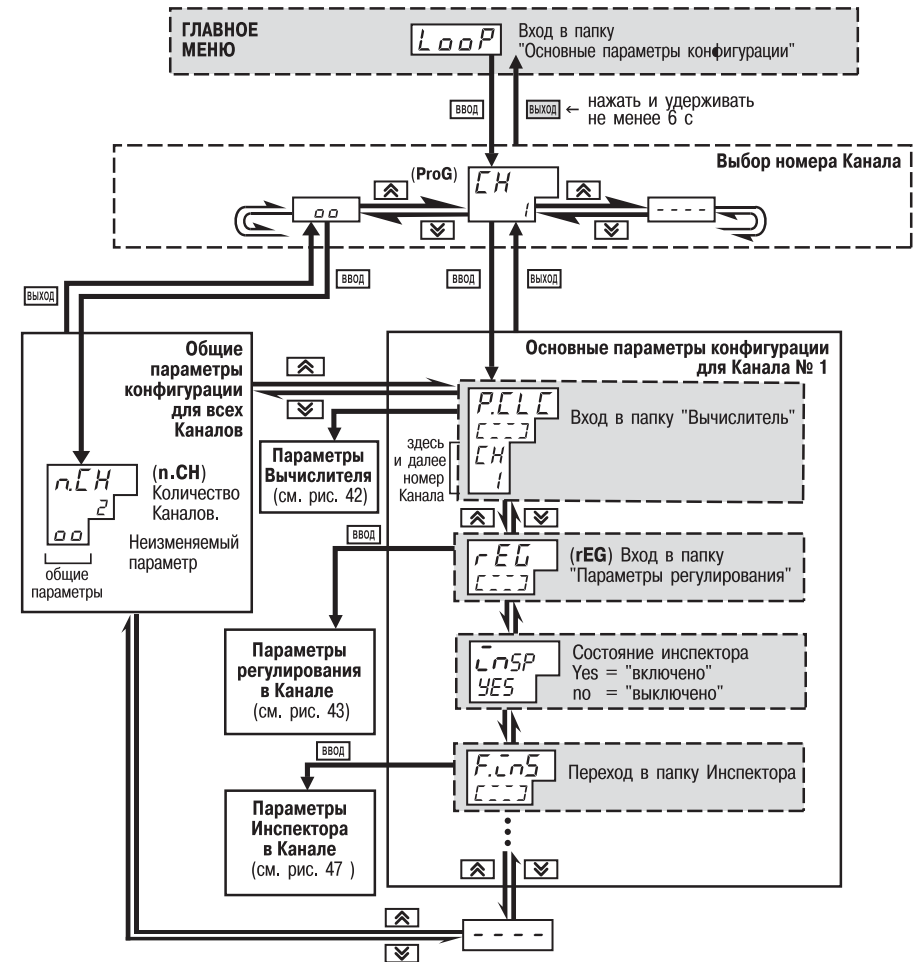 ГЛАВНОЕ
МЕНЮ
LooP
Вход в папку
"Основные параметры конфигурации"
ВВОД
ВЫХОД
← нажать и удерживать
не менее 6 с
Выбор номера Канала
(ProG)
CH
1
oo
- - - -
ВЫХОД
ВВОД
ВВОД
ВЫХОД
Общие
параметры
конфигурации
для всех
Каналов
n.CH
2
oo
(n.CH)
Количество
Каналов.
Неизменяемый
параметр
общие
параметры
Основные параметры конфигурации
для Канала № 1
P.CLC
[---]
CH
1
Вход в папку "Вычислитель"
здесь
и далее
номер
Канала
Параметры
Вычислителя
(см. рис. 42)
ВВОД
rEG
[---]
(rEG) Вход в папку
"Параметры регулирования"
Параметры
регулирования
в Канале
(см. рис. 43)
inSP
YES
Состояние инспектора
Yes = "включено"
no = "выключено"
ВВОД
F.inS
[---]
Переход в папку Инспектора
Параметры
Инспектора
в Канале
(см. рис. 47 )
- - - -